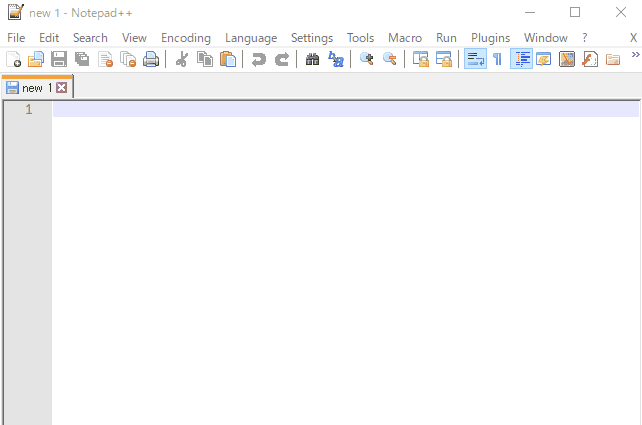 new 1 - Notepad++
File Edit Search View Encoding Language Settings Tools Macro Run Plugins Window ? X
new 1
1